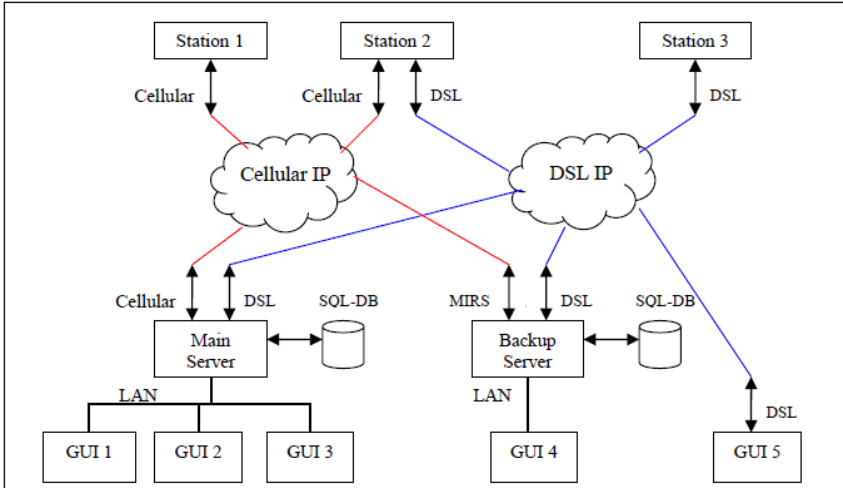 Station 1
Station 2
Station 3
Cellular
Cellular
DSL
DSL
Cellular IP
DSL IP
Cellular
DSL
SQL-DB
MIRS
DSL
SQL-DB
Main
Server
Backup
Server
LAN
LAN
DSL
GUI 1
GUI 2
GUI 3
GUI 4
GUI 5